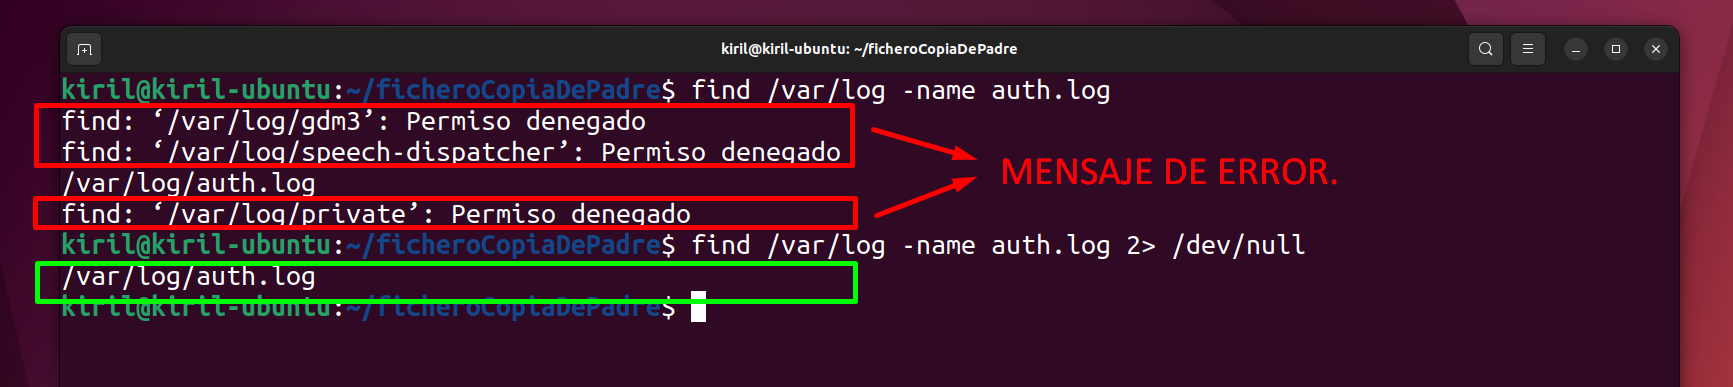 kiril@kiril-ubuntu: ~/ficheroCopiaDePadre
kiril@kiril-ubuntu:~/ficheroCopiaDePadre$ find /var/log -name auth.log
find: ‘/var/log/gdm3’: Permiso denegado
find: ‘/var/log/speech-dispatcher’: Permiso denegado
/var/log/auth.log
find: ‘/var/log/private’: Permiso denegado
MENSAJE DE ERROR.
kiril@kiril-ubuntu:~/ficheroCopiaDePadre$ find /var/log -name auth.log 2> /dev/null
/var/log/auth.log
kiril@kiril-ubuntu:~/ficheroCopiaDePadre$